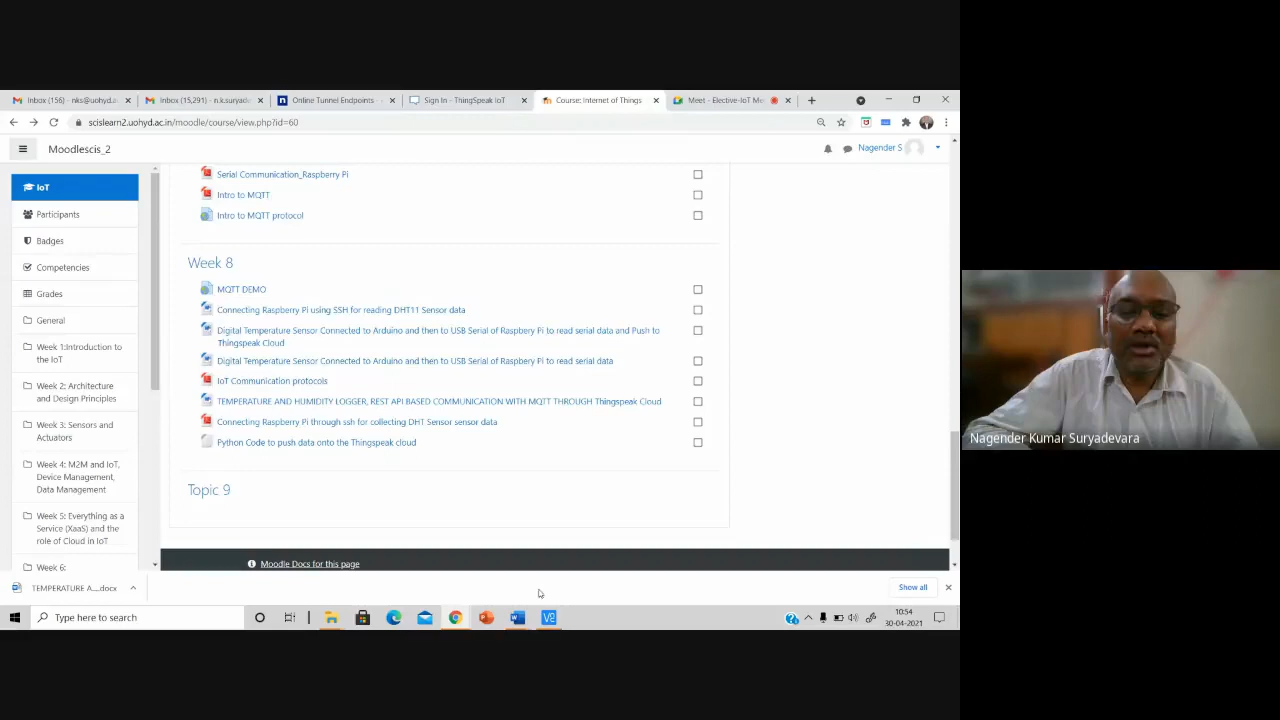 Inbox (156) - nks@uohyd.a
Inbox (15,291) - n.k.suryad
Online Tunnel Endpoints -
Sign In - ThingSpeak IoT
Course: Internet of Things
Meet - Elective-IoT Me
scislearn2.uohyd.ac.in/moodle/course/view.php?id=60
Moodlescis_2
Nagender S
IoT
Participants
Badges
Competencies
Grades
General
Week 1:Introduction to
the IoT
Week 2: Architecture
and Design Principles
Week 3: Sensors and
Actuators
Week 4: M2M and IoT,
Device Management,
Data Management
Week 5: Everything as a
Service (XaaS) and the
role of Cloud in IoT
Week 6:
Serial Communication_Raspberry Pi
Intro to MQTT
Intro to MQTT protocol
Week 8
MQTT DEMO
Connecting Raspberry Pi using SSH for reading DHT11 Sensor data
Digital Temperature Sensor Connected to Arduino and then to USB Serial of Raspbery Pi to read serial data and Push to
Thingspeak Cloud
Digital Temperature Sensor Connected to Arduino and then to USB Serial of Raspbery Pi to read serial data
IoT Communication protocols
TEMPERATURE AND HUMIDITY LOGGER, REST API BASED COMMUNICATION WITH MQTT THROUGH Thingspeak Cloud
Connecting Raspberry Pi through ssh for collecting DHT Sensor sensor data
Python Code to push data onto the Thingspeak cloud
Topic 9
Moodle Docs for this page
TEMPERATURE A....docx
Show all
Type here to search
10:54
30-04-2021
Nagender Kumar Suryadevara